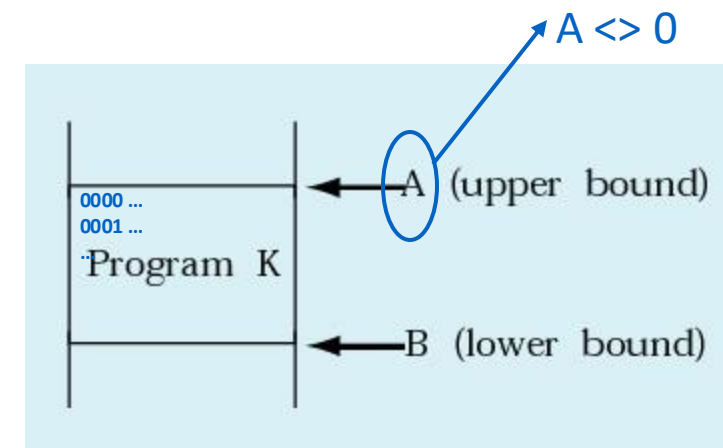 A <> 0
A (upper bound)
0000 ...
0001 ...
...
Program K
B (lower bound)